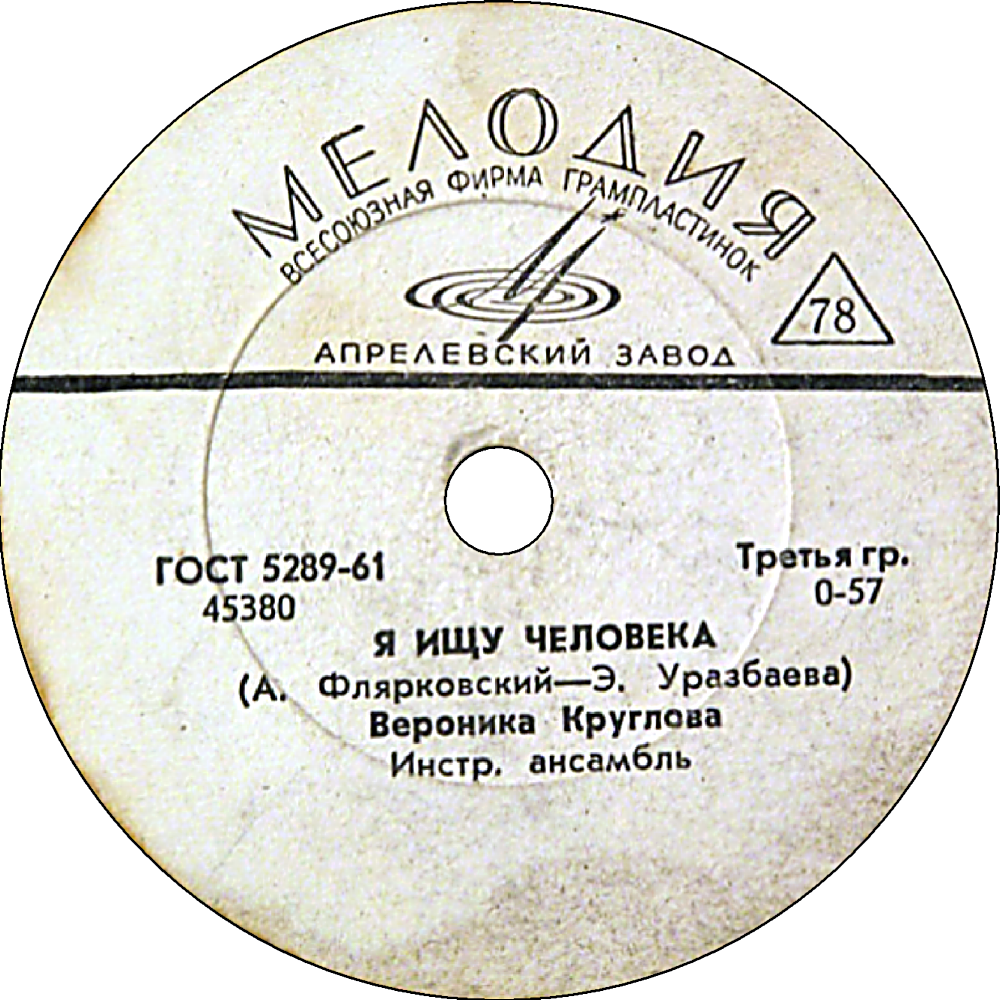 МЕЛОДИЯ
ВСЕСОЮЗНАЯ ФИРМА ГРАМПЛАСТИНОК
78
АПРЕЛЕВСКИЙ ЗАВОД
ГОСТ 5289-61
45380
Третья гр.
0-57
Я ИЩУ ЧЕЛОВЕКА
(А. Флярковский—Э. Уразбаева)
Вероника Круглова
Инстр. ансамбль